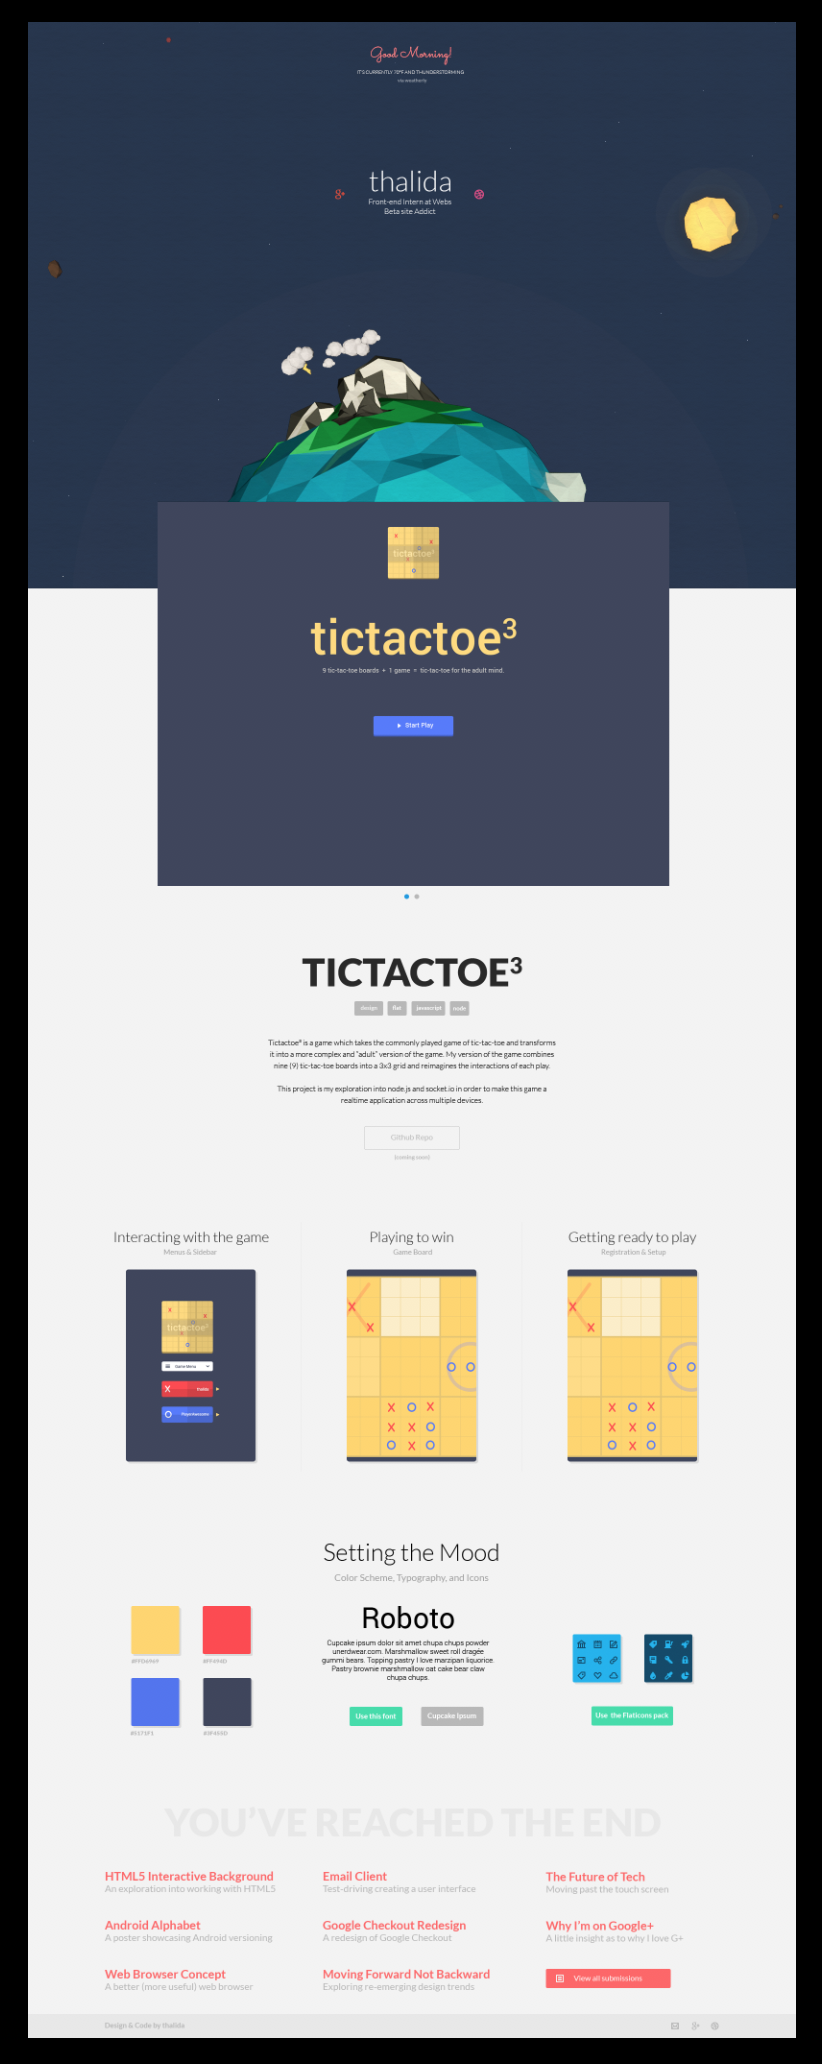 Good Morning!
IT'S CURRENTLY 70°F AND THUNDERSTORMING
thalida
Front-end Intern at Webs
Beta site Addict
tictactoe³
tictactoe³
9 tic-tac-toe boards + 1 game = tic-tac-toe for the adult mind.
Start Play
TICTACTOE³
design flat javascript node
Tictactoe³ is a game which takes the commonly played game of tic-tac-toe and transforms
it into a more complex and "adult" version of the game. My version of the game combines
nine (9) tic-tac-toe boards into a 3x3 grid and reimagines the interactions of each play.
This project is my exploration into node.js and socket.io in order to make this game a
realtime application across multiple devices.
Github Repo
(coming soon)
Interacting with the game
Menus & Sidebar
Playing to win
Game Board
Getting ready to play
Registration & Setup
tictactoe³
Game Menu
Setting the Mood
Color Scheme, Typography, and Icons
Roboto
Cupcake ipsum dolor sit amet chupa chups powder
unerdwear.com. Marshmallow sweet roll dragée
gummi bears. Topping pastry I love marzipan liquorice.
Pastry brownie marshmallow oat cake bear claw
chupa chups.
Use this font
Cupcake Ipsum
Use the Flaticons pack
YOU'VE REACHED THE END
HTML5 Interactive Background
An exploration into working with HTML5
Email Client
Test-driving creating a user interface
The Future of Tech
Moving past the touch screen
Android Alphabet
A poster showcasing Android versioning
Google Checkout Redesign
A redesign of Google Checkout
Why I'm on Google+
A little insight as to why I love G+
Web Browser Concept
A better (more useful) web browser
Moving Forward Not Backward
Exploring re-emerging design trends
View all submissions
Design & Code by thalida